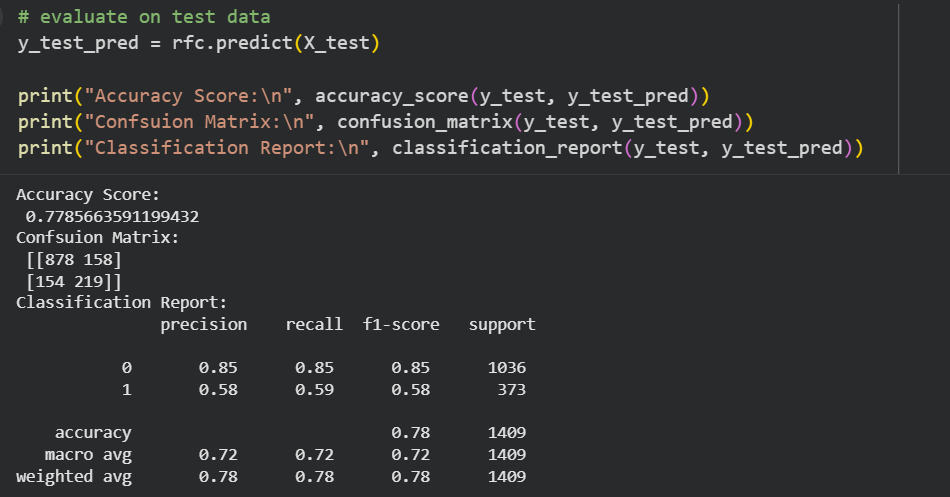 # evaluate on test data
y_test_pred = rfc.predict(X_test)
print("Accuracy Score:\n", accuracy_score(y_test, y_test_pred))
print("Confsuion Matrix:\n", confusion_matrix(y_test, y_test_pred))
print("Classification Report:\n", classification_report(y_test, y_test_pred))
Accuracy Score:
0.7785663591199432
Confsuion Matrix:
[[878 158]
[154 219]]
Classification Report:
precision recall f1-score support
0 0.85 0.85 0.85 1036
1 0.58 0.59 0.58 373
accuracy 0.78 1409
macro avg 0.72 0.72 0.72 1409
weighted avg 0.78 0.78 0.78 1409